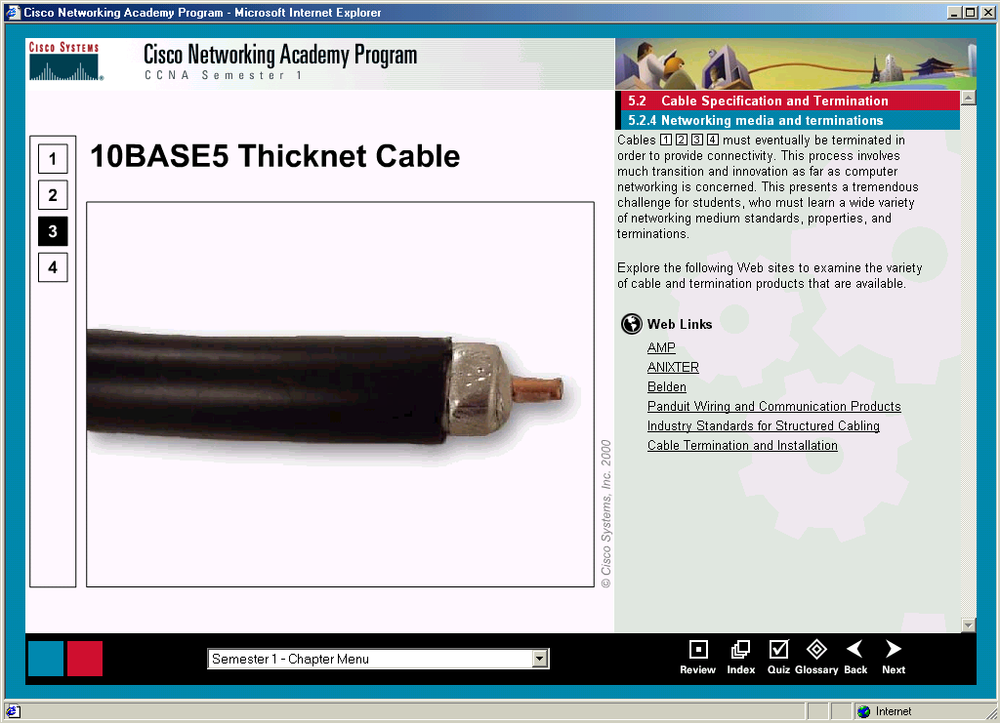 Cisco Networking Academy Program - Microsoft Internet Explorer
CISCO SYSTEMS
Cisco Networking Academy Program
CCNA Semester 1
5.2 Cable Specification and Termination
5.2.4 Networking media and terminations
1
2
3
4
10BASE5 Thicknet Cable
© Cisco Systems, Inc. 2000
Cables 1 2 3 4 must eventually be terminated in
order to provide connectivity. This process involves
much transition and innovation as far as computer
networking is concerned. This presents a tremendous
challenge for students, who must learn a wide variety
of networking medium standards, properties, and
terminations.
Explore the following Web sites to examine the variety
of cable and termination products that are available.
Web Links
AMP
ANIXTER
Belden
Panduit Wiring and Communication Products
Industry Standards for Structured Cabling
Cable Termination and Installation
Semester 1 - Chapter Menu
Review Index Quiz Glossary Back Next
Internet